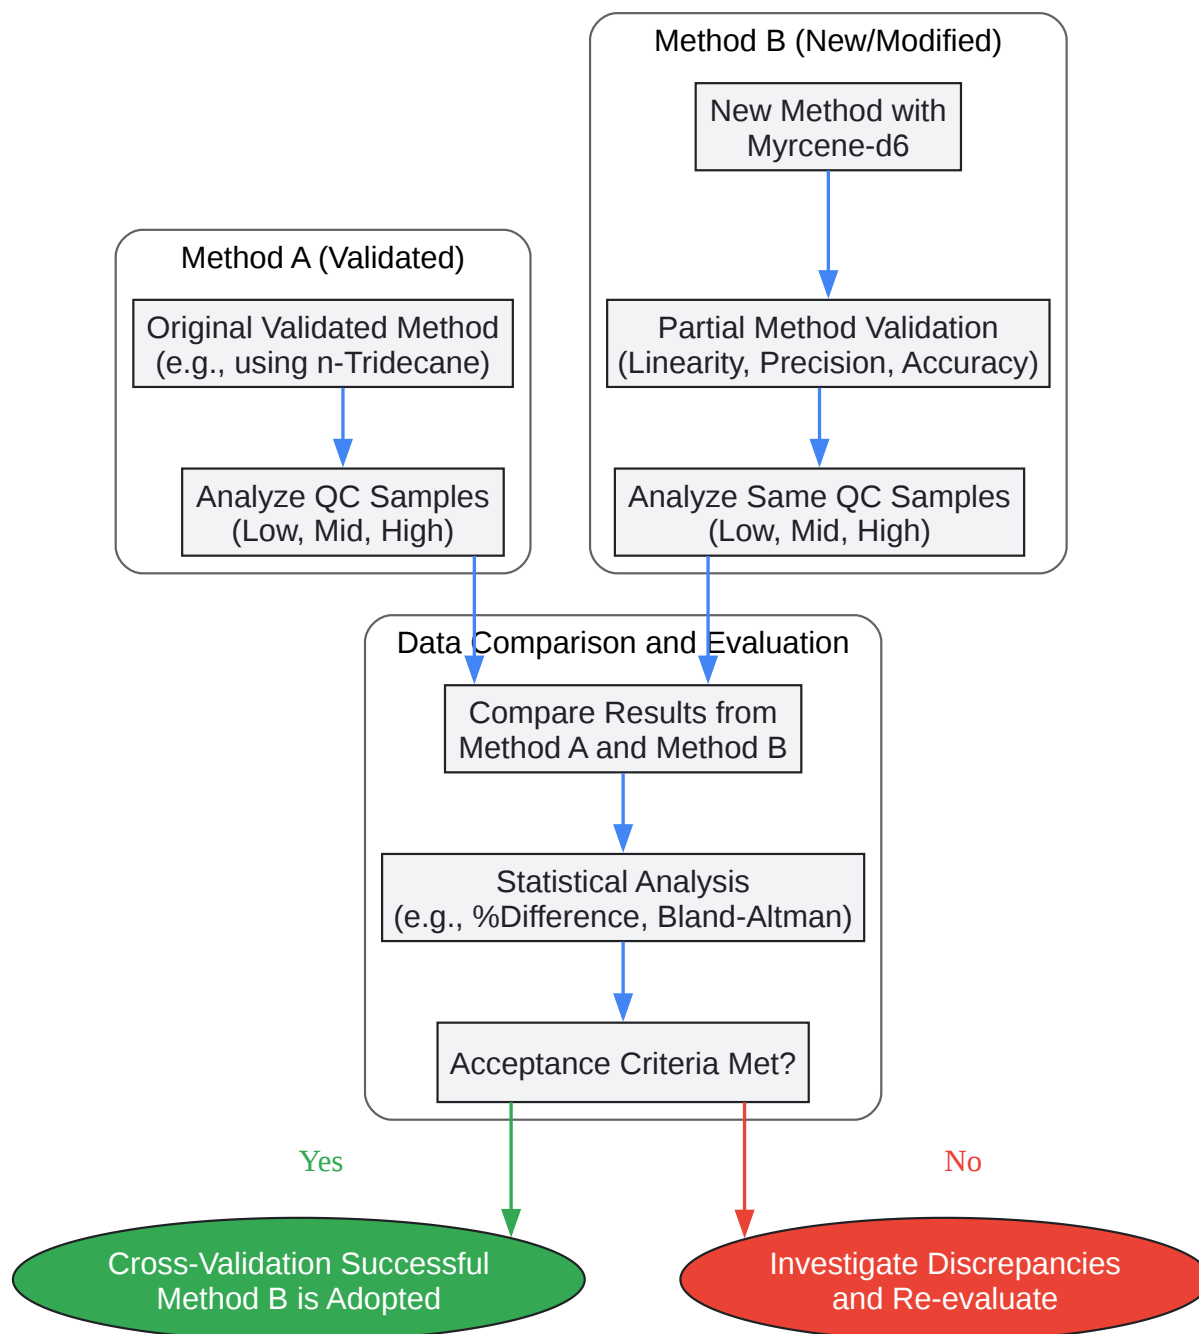 Method B (New/Modified)
New Method with
Myrcene-d6
Method A (Validated)
Original Validated Method
(e.g., using n-Tridecane)
Partial Method Validation
(Linearity, Precision, Accuracy)
Analyze QC Samples
(Low, Mid, High)
Analyze Same QC Samples
(Low, Mid, High)
Data Comparison and Evaluation
Compare Results from
Method A and Method B
Statistical Analysis
(e.g., %Difference, Bland-Altman)
Acceptance Criteria Met?
Yes
No
Cross-Validation Successful
Method B is Adopted
Investigate Discrepancies
and Re-evaluate